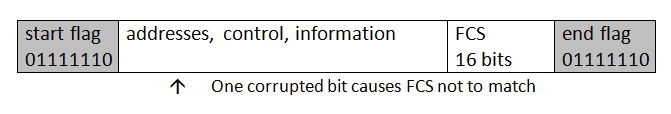 start flag addresses, control, information FCS end flag
01111110 16 bits 01111110
↑ One corrupted bit causes FCS not to match